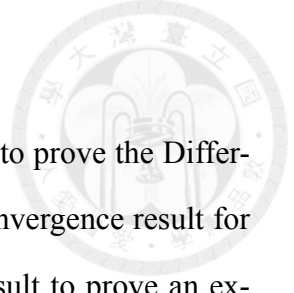 to prove the Differ-
nvergence result for
sult to prove an ex-